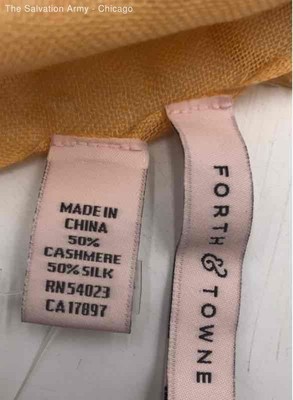 The Salvation Army - Chicago
MADE IN
CHINA
50%
CASHMERE
50% SILK
RN 54023
CA 17897
FORTH & TOWNE